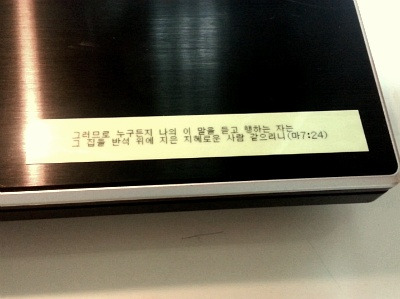 그러므로 누구든지 나의 이 말을 듣고 행하는 자는
그 집을 반석 위에 지은 지혜로운 사람 같으리니(마7:24)